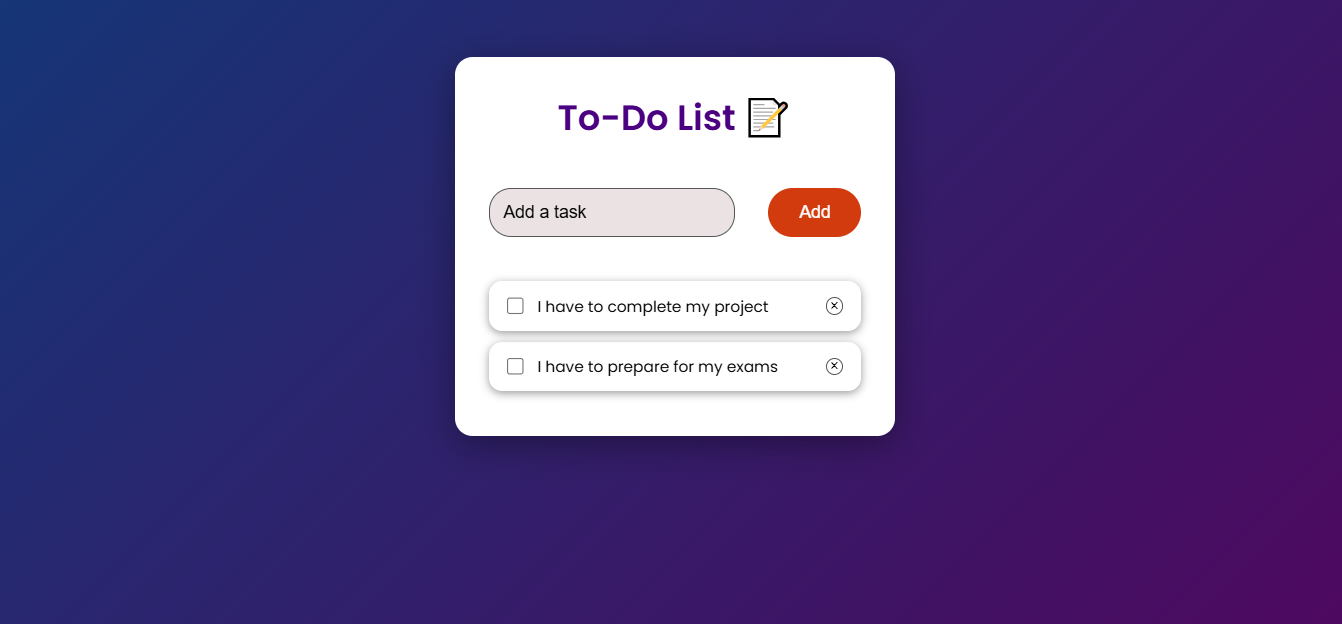 To-Do List
Add a task
Add
I have to complete my project
I have to prepare for my exams